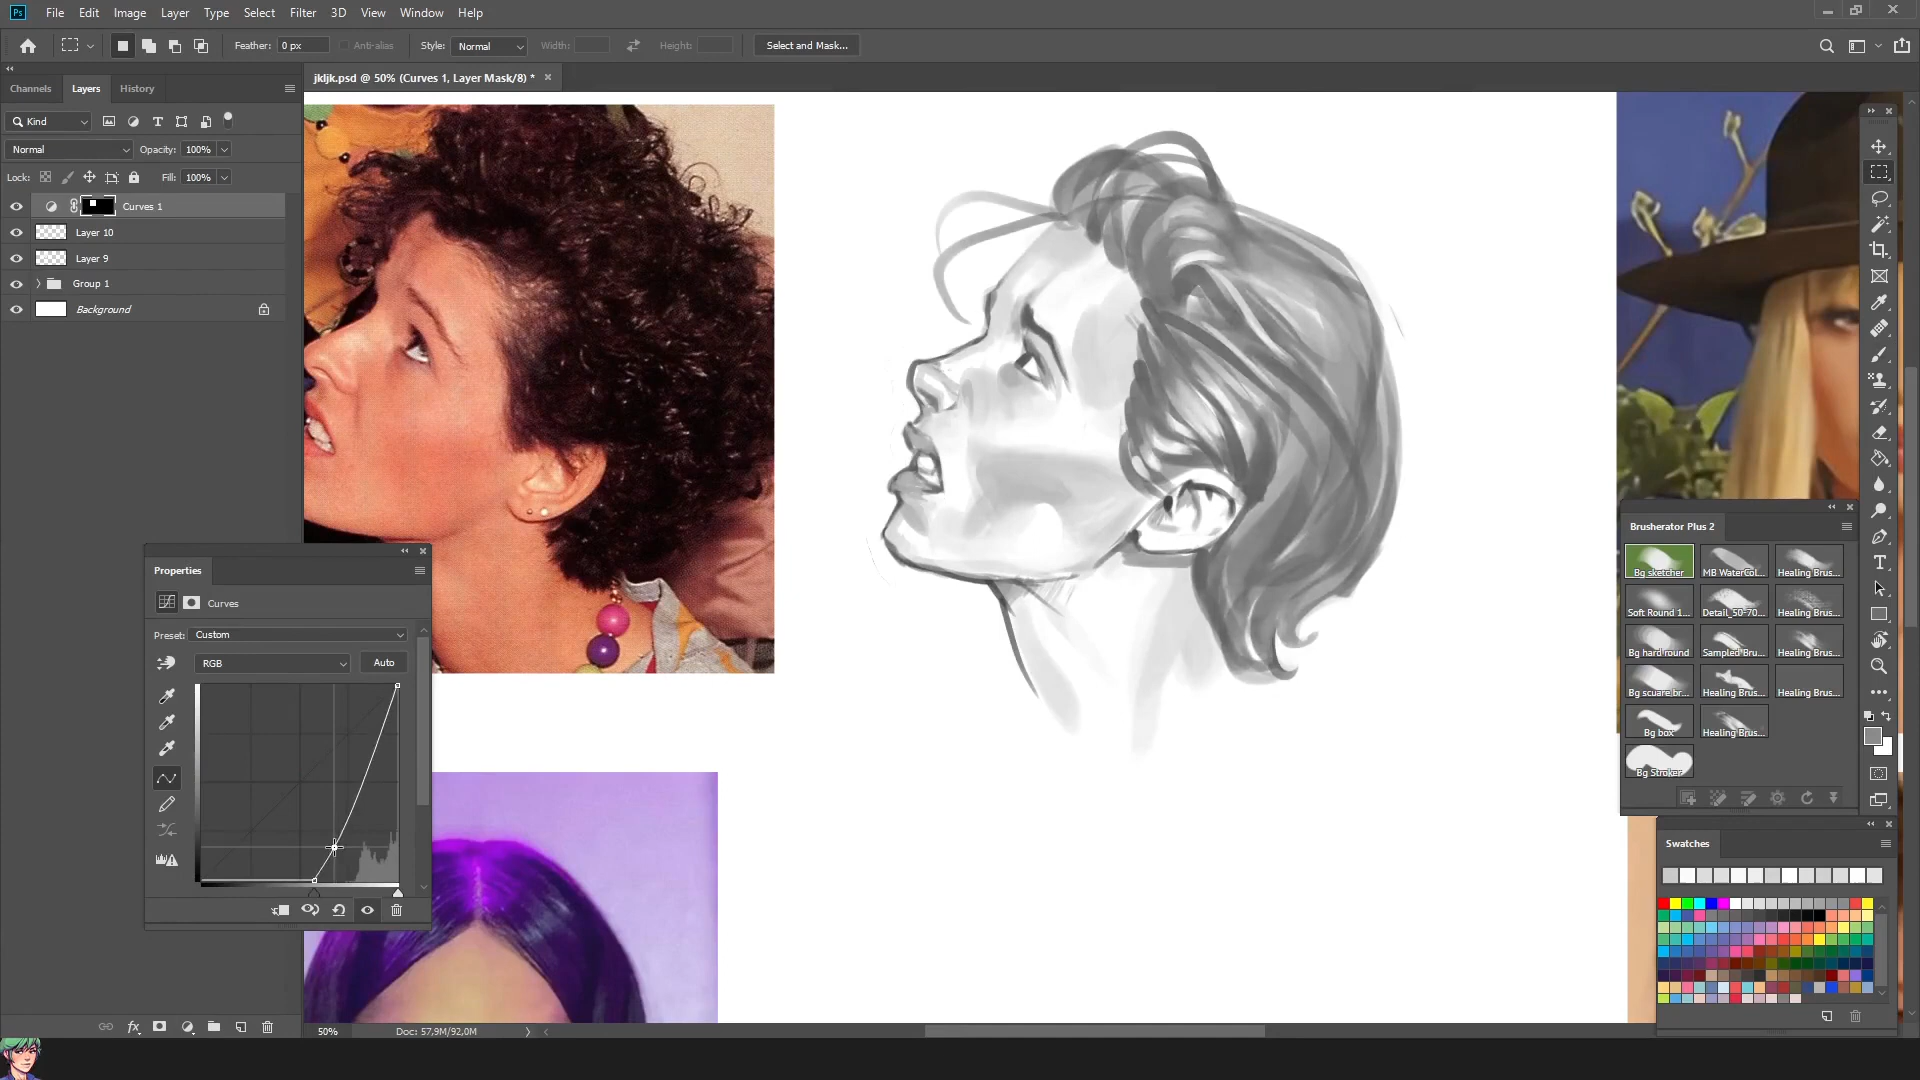 Ps File Edit Image Layer Type Select Filter 3D View Window Help
Feather: 0 px Anti-alias Style: Normal Width: Height: Select and Mask...
jkljk.psd @ 50% (Curves 1, Layer Mask/8) *
Channels Layers History
Kind
Normal Opacity: 100%
Lock: Fill: 100%
Curves 1
Layer 10
Layer 9
Group 1
Background
Properties
Curves
Preset: Custom
RGB Auto
Brusherator Plus 2
Bg sketcher MB WaterCol... Healing Brus...
Soft Round 1... Detail_50-70... Healing Brus...
Bg hard round Sampled Bru... Healing Brus...
Bg scuare br... Healing Brus... Healing Brus...
Bg box Healing Brus...
Bg Stroker
Swatches
50% Doc: 57,9M/92,0M